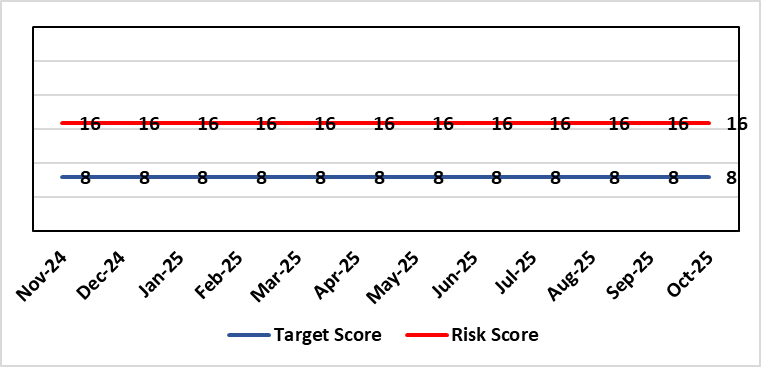 16 16 16 16 16 16 16 16 16 16 16 16
8 8 8 8 8 8 8 8 8 8 8 8
Nov-24 Dec-24 Jan-25 Feb-25 Mar-25 Apr-25 May-25 Jun-25 Jul-25 Aug-25 Sep-25 Oct-25
Target Score Risk Score